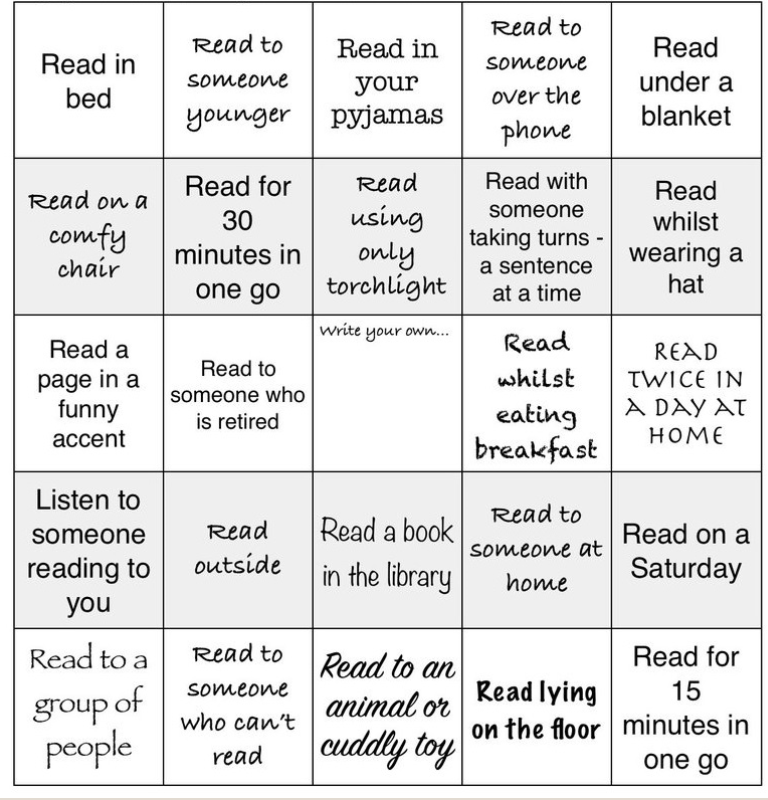 Read in
bed
Read to
someone
younger
Read in
your
pyjamas
Read to
someone
over the
phone
Read
under a
blanket
Read on a
comfy
chair
Read for
30
minutes in
one go
Read
using
only
torchlight
Read with
someone
taking turns -
a sentence
at a time
Read
whilst
wearing a
hat
Read a
page in a
funny
accent
Read to
someone who
is retired
Write your own...
Read
whilst
eating
breakfast
READ
TWICE IN
A DAY AT
HOME
Listen to
someone
reading to
you
Read
outside
Read a book
in the library
Read to
someone at
home
Read on a
Saturday
Read to a
group of
people
Read to
someone
who can't
read
Read to an
animal or
cuddly toy
Read lying
on the floor
Read for
15
minutes in
one go